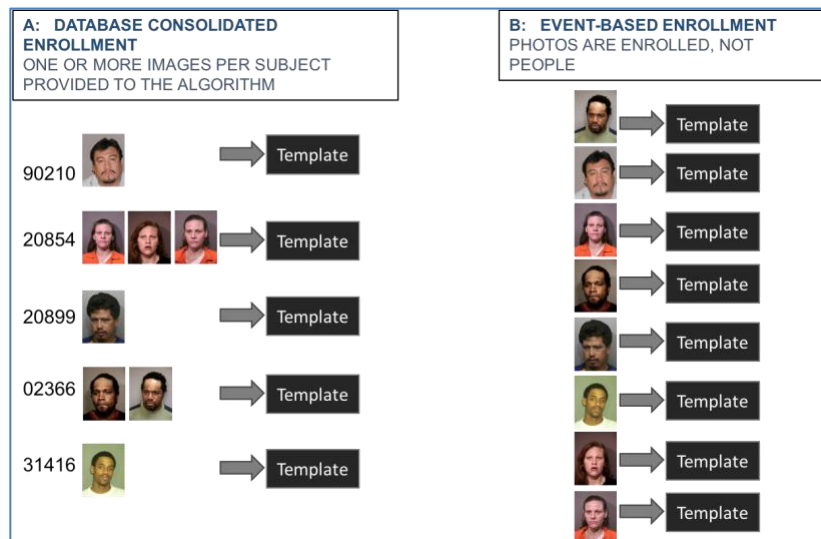 A: DATABASE CONSOLIDATED
ENROLLMENT
ONE OR MORE IMAGES PER SUBJECT
PROVIDED TO THE ALGORITHM
90210
Template
20854
Template
20899
Template
02366
Template
31416
Template
B: EVENT-BASED ENROLLMENT
PHOTOS ARE ENROLLED, NOT
PEOPLE
Template
Template
Template
Template
Template
Template
Template
Template